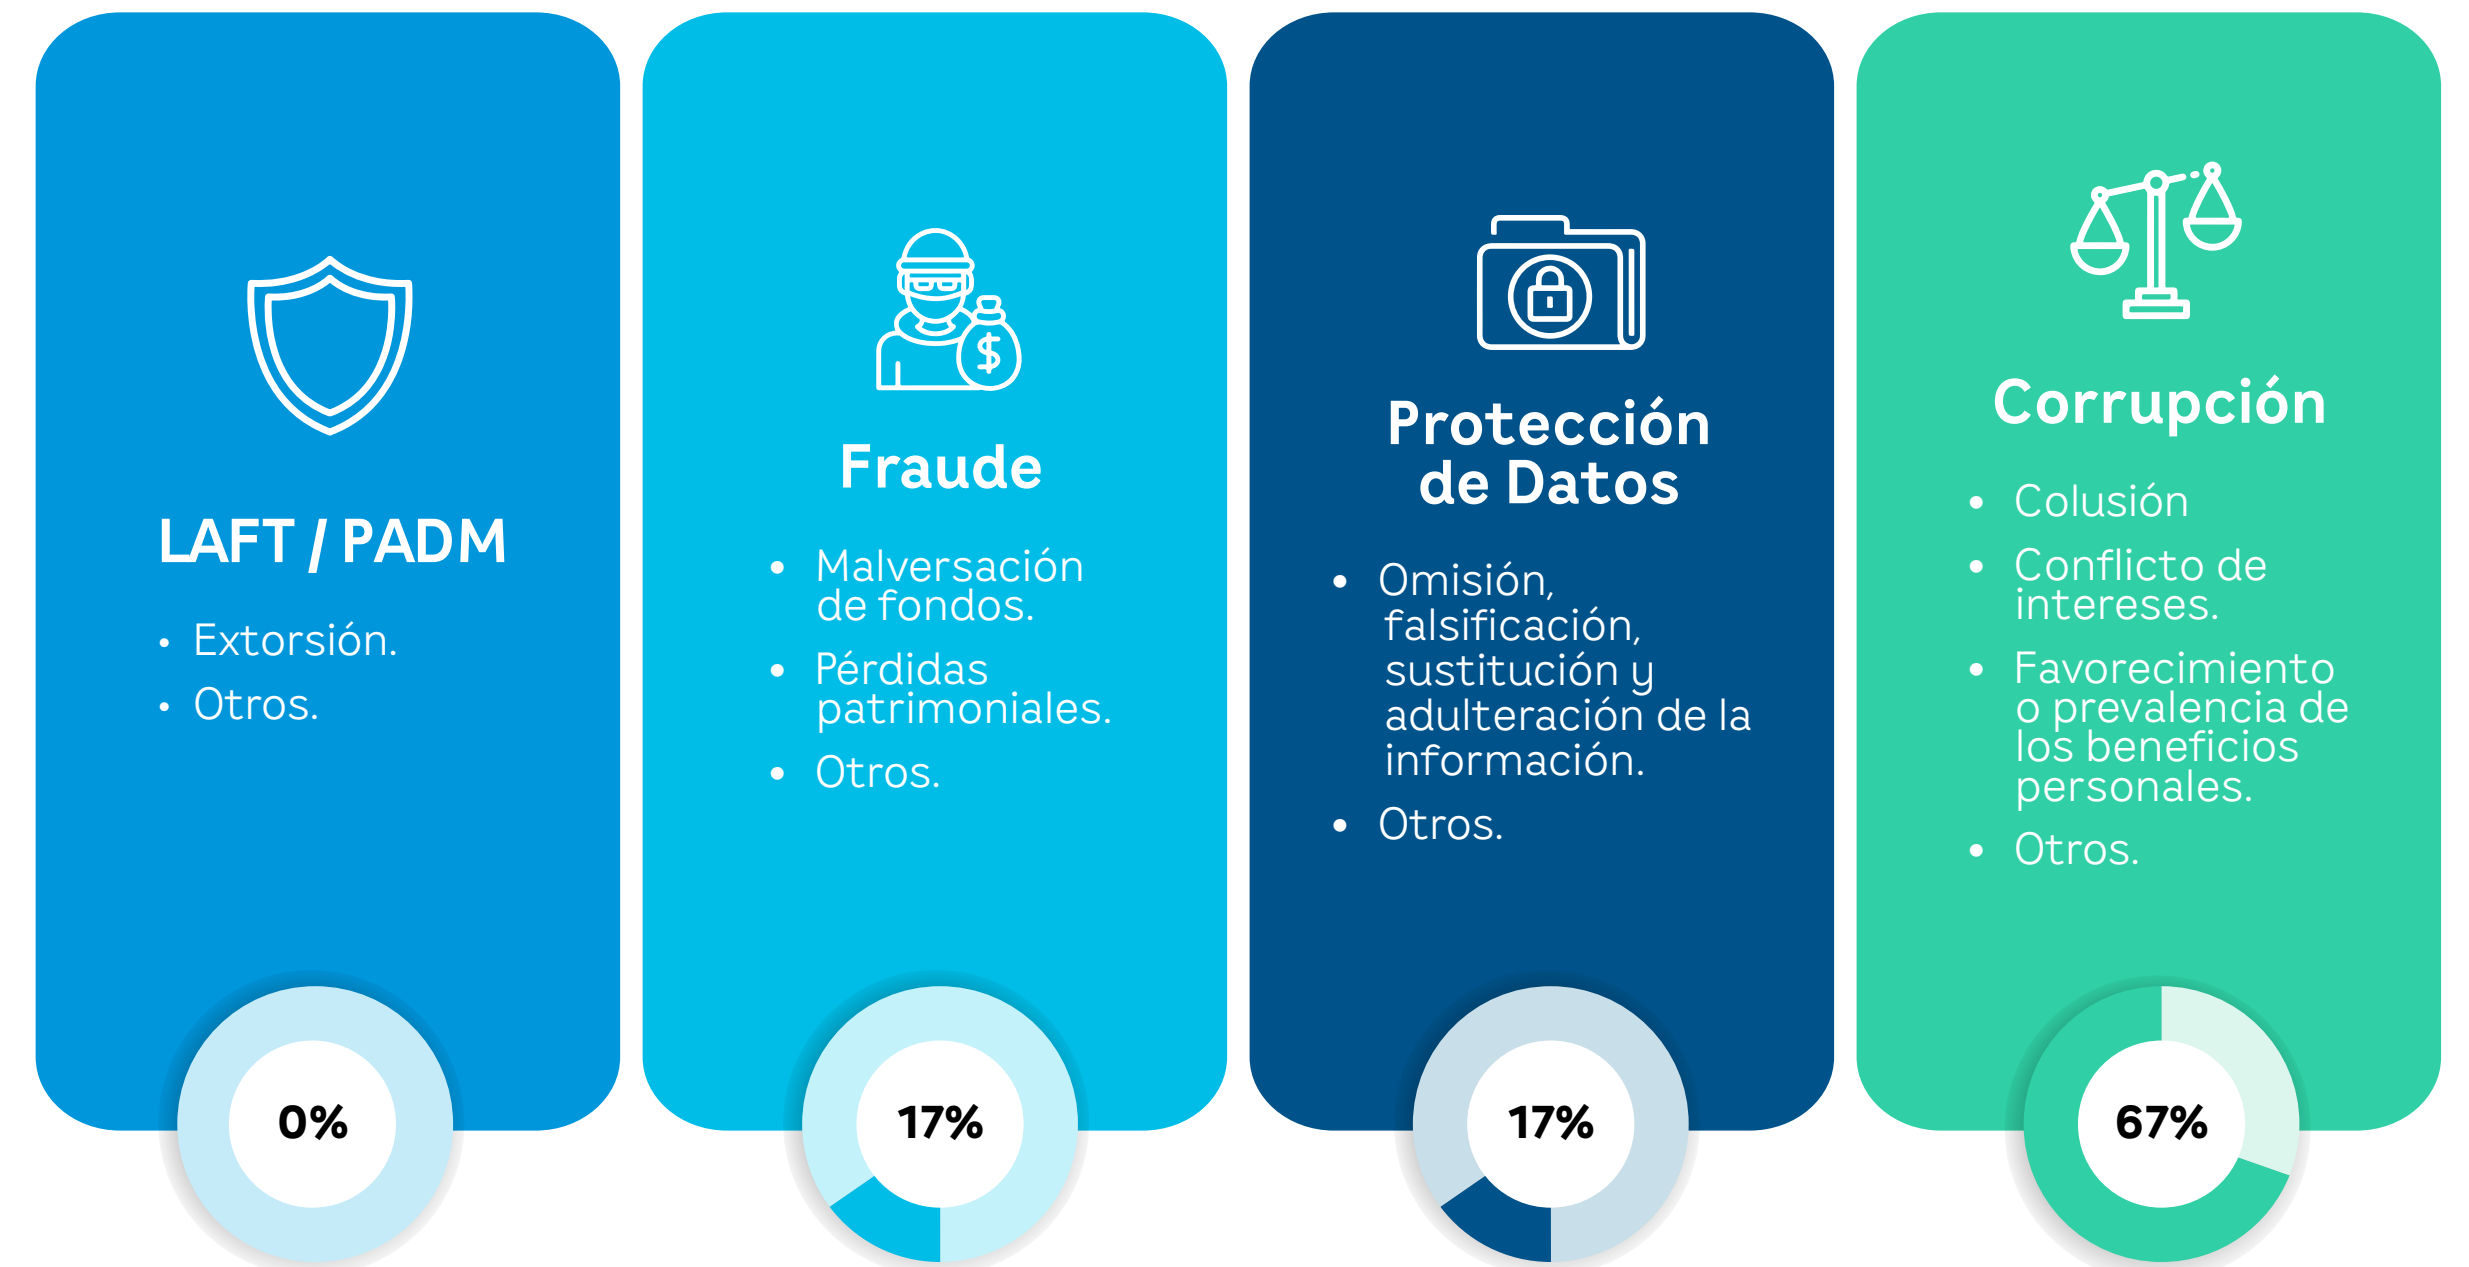 LAFT / PADM
• Extorsión.
• Otros.
0%
$
Fraude
• Malversación
de fondos.
• Pérdidas
patrimoniales.
• Otros.
17%
Protección
de Datos
• Omisión,
falsificación,
sustitución y
adulteración de la
información.
• Otros.
17%
Corrupción
• Colusión
• Conflicto de
intereses.
• Favorecimiento
o prevalencia de
los beneficios
personales.
• Otros.
67%